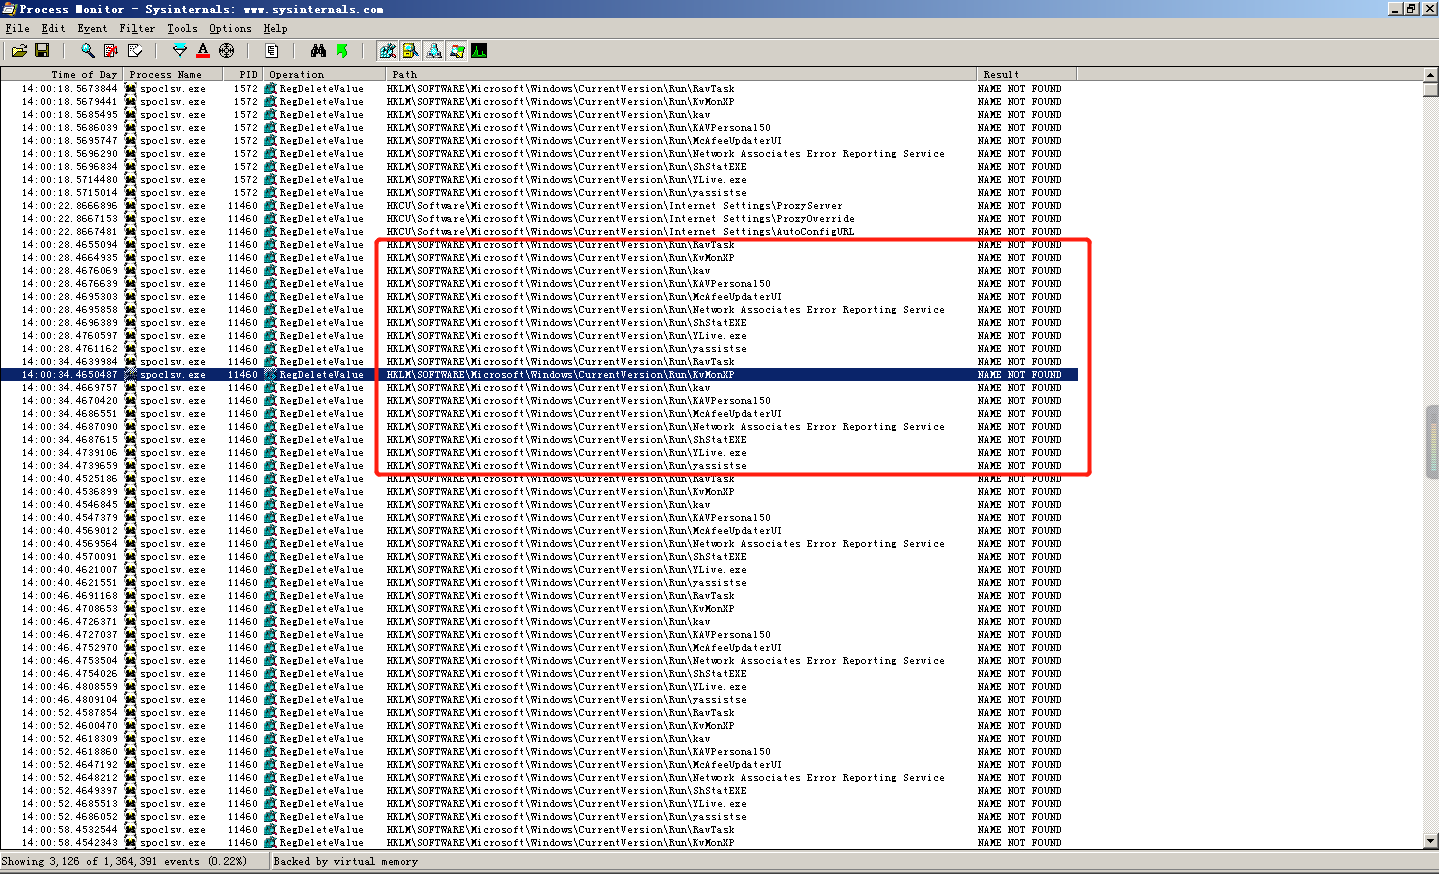 Process Monitor - Sysinternals: www.sysinternals.com
File Edit Event Filter Tools Options Help
Time of Day Process Name PID Operation Path Result
14:00:18.5673844 spoclsv.exe 1572 RegDeleteValue HKLM\SOFTWARE\Microsoft\Windows\CurrentVersion\Run\RavTask NAME NOT FOUND
14:00:18.5679441 spoclsv.exe 1572 RegDeleteValue HKLM\SOFTWARE\Microsoft\Windows\CurrentVersion\Run\KvMonXP NAME NOT FOUND
14:00:18.5685495 spoclsv.exe 1572 RegDeleteValue HKLM\SOFTWARE\Microsoft\Windows\CurrentVersion\Run\kav NAME NOT FOUND
14:00:18.5686039 spoclsv.exe 1572 RegDeleteValue HKLM\SOFTWARE\Microsoft\Windows\CurrentVersion\Run\KAVPersonal50 NAME NOT FOUND
14:00:18.5695747 spoclsv.exe 1572 RegDeleteValue HKLM\SOFTWARE\Microsoft\Windows\CurrentVersion\Run\McAfeeUpdaterUI NAME NOT FOUND
14:00:18.5696290 spoclsv.exe 1572 RegDeleteValue HKLM\SOFTWARE\Microsoft\Windows\CurrentVersion\Run\Network Associates Error Reporting Service NAME NOT FOUND
14:00:18.5696834 spoclsv.exe 1572 RegDeleteValue HKLM\SOFTWARE\Microsoft\Windows\CurrentVersion\Run\ShStatEXE NAME NOT FOUND
14:00:18.5714480 spoclsv.exe 1572 RegDeleteValue HKLM\SOFTWARE\Microsoft\Windows\CurrentVersion\Run\YLive.exe NAME NOT FOUND
14:00:18.5715014 spoclsv.exe 1572 RegDeleteValue HKLM\SOFTWARE\Microsoft\Windows\CurrentVersion\Run\yassistse NAME NOT FOUND
14:00:22.8666896 spoclsv.exe 11460 RegDeleteValue HKCU\Software\Microsoft\Windows\CurrentVersion\Internet Settings\ProxyServer NAME NOT FOUND
14:00:22.8667153 spoclsv.exe 11460 RegDeleteValue HKCU\Software\Microsoft\Windows\CurrentVersion\Internet Settings\ProxyOverride NAME NOT FOUND
14:00:22.8667481 spoclsv.exe 11460 RegDeleteValue HKCU\Software\Microsoft\Windows\CurrentVersion\Internet Settings\AutoConfigURL NAME NOT FOUND
14:00:28.4655094 spoclsv.exe 11460 RegDeleteValue HKLM\SOFTWARE\Microsoft\Windows\CurrentVersion\Run\RavTask NAME NOT FOUND
14:00:28.4664935 spoclsv.exe 11460 RegDeleteValue HKLM\SOFTWARE\Microsoft\Windows\CurrentVersion\Run\KvMonXP NAME NOT FOUND
14:00:28.4676069 spoclsv.exe 11460 RegDeleteValue HKLM\SOFTWARE\Microsoft\Windows\CurrentVersion\Run\kav NAME NOT FOUND
14:00:28.4676639 spoclsv.exe 11460 RegDeleteValue HKLM\SOFTWARE\Microsoft\Windows\CurrentVersion\Run\KAVPersonal50 NAME NOT FOUND
14:00:28.4695303 spoclsv.exe 11460 RegDeleteValue HKLM\SOFTWARE\Microsoft\Windows\CurrentVersion\Run\McAfeeUpdaterUI NAME NOT FOUND
14:00:28.4695858 spoclsv.exe 11460 RegDeleteValue HKLM\SOFTWARE\Microsoft\Windows\CurrentVersion\Run\Network Associates Error Reporting Service NAME NOT FOUND
14:00:28.4696389 spoclsv.exe 11460 RegDeleteValue HKLM\SOFTWARE\Microsoft\Windows\CurrentVersion\Run\ShStatEXE NAME NOT FOUND
14:00:28.4760597 spoclsv.exe 11460 RegDeleteValue HKLM\SOFTWARE\Microsoft\Windows\CurrentVersion\Run\YLive.exe NAME NOT FOUND
14:00:28.4761162 spoclsv.exe 11460 RegDeleteValue HKLM\SOFTWARE\Microsoft\Windows\CurrentVersion\Run\yassistse NAME NOT FOUND
14:00:34.4639984 spoclsv.exe 11460 RegDeleteValue HKLM\SOFTWARE\Microsoft\Windows\CurrentVersion\Run\RavTask NAME NOT FOUND
14:00:34.4650487 spoclsv.exe 11460 RegDeleteValue HKLM\SOFTWARE\Microsoft\Windows\CurrentVersion\Run\KvMonXP NAME NOT FOUND
14:00:34.4669757 spoclsv.exe 11460 RegDeleteValue HKLM\SOFTWARE\Microsoft\Windows\CurrentVersion\Run\kav NAME NOT FOUND
14:00:34.4670420 spoclsv.exe 11460 RegDeleteValue HKLM\SOFTWARE\Microsoft\Windows\CurrentVersion\Run\KAVPersonal50 NAME NOT FOUND
14:00:34.4686551 spoclsv.exe 11460 RegDeleteValue HKLM\SOFTWARE\Microsoft\Windows\CurrentVersion\Run\McAfeeUpdaterUI NAME NOT FOUND
14:00:34.4687090 spoclsv.exe 11460 RegDeleteValue HKLM\SOFTWARE\Microsoft\Windows\CurrentVersion\Run\Network Associates Error Reporting Service NAME NOT FOUND
14:00:34.4687615 spoclsv.exe 11460 RegDeleteValue HKLM\SOFTWARE\Microsoft\Windows\CurrentVersion\Run\ShStatEXE NAME NOT FOUND
14:00:34.4739106 spoclsv.exe 11460 RegDeleteValue HKLM\SOFTWARE\Microsoft\Windows\CurrentVersion\Run\YLive.exe NAME NOT FOUND
14:00:34.4739659 spoclsv.exe 11460 RegDeleteValue HKLM\SOFTWARE\Microsoft\Windows\CurrentVersion\Run\yassistse NAME NOT FOUND
14:00:40.4525186 spoclsv.exe 11460 RegDeleteValue HKLM\SOFTWARE\Microsoft\Windows\CurrentVersion\Run\RavTask NAME NOT FOUND
14:00:40.4536899 spoclsv.exe 11460 RegDeleteValue HKLM\SOFTWARE\Microsoft\Windows\CurrentVersion\Run\KvMonXP NAME NOT FOUND
14:00:40.4546845 spoclsv.exe 11460 RegDeleteValue HKLM\SOFTWARE\Microsoft\Windows\CurrentVersion\Run\kav NAME NOT FOUND
14:00:40.4547379 spoclsv.exe 11460 RegDeleteValue HKLM\SOFTWARE\Microsoft\Windows\CurrentVersion\Run\KAVPersonal50 NAME NOT FOUND
14:00:40.4569012 spoclsv.exe 11460 RegDeleteValue HKLM\SOFTWARE\Microsoft\Windows\CurrentVersion\Run\McAfeeUpdaterUI NAME NOT FOUND
14:00:40.4569564 spoclsv.exe 11460 RegDeleteValue HKLM\SOFTWARE\Microsoft\Windows\CurrentVersion\Run\Network Associates Error Reporting Service NAME NOT FOUND
14:00:40.4570091 spoclsv.exe 11460 RegDeleteValue HKLM\SOFTWARE\Microsoft\Windows\CurrentVersion\Run\ShStatEXE NAME NOT FOUND
14:00:40.4621007 spoclsv.exe 11460 RegDeleteValue HKLM\SOFTWARE\Microsoft\Windows\CurrentVersion\Run\YLive.exe NAME NOT FOUND
14:00:40.4621551 spoclsv.exe 11460 RegDeleteValue HKLM\SOFTWARE\Microsoft\Windows\CurrentVersion\Run\yassistse NAME NOT FOUND
14:00:46.4691168 spoclsv.exe 11460 RegDeleteValue HKLM\SOFTWARE\Microsoft\Windows\CurrentVersion\Run\RavTask NAME NOT FOUND
14:00:46.4708653 spoclsv.exe 11460 RegDeleteValue HKLM\SOFTWARE\Microsoft\Windows\CurrentVersion\Run\KvMonXP NAME NOT FOUND
14:00:46.4726371 spoclsv.exe 11460 RegDeleteValue HKLM\SOFTWARE\Microsoft\Windows\CurrentVersion\Run\kav NAME NOT FOUND
14:00:46.4727037 spoclsv.exe 11460 RegDeleteValue HKLM\SOFTWARE\Microsoft\Windows\CurrentVersion\Run\KAVPersonal50 NAME NOT FOUND
14:00:46.4752970 spoclsv.exe 11460 RegDeleteValue HKLM\SOFTWARE\Microsoft\Windows\CurrentVersion\Run\McAfeeUpdaterUI NAME NOT FOUND
14:00:46.4753504 spoclsv.exe 11460 RegDeleteValue HKLM\SOFTWARE\Microsoft\Windows\CurrentVersion\Run\Network Associates Error Reporting Service NAME NOT FOUND
14:00:46.4754026 spoclsv.exe 11460 RegDeleteValue HKLM\SOFTWARE\Microsoft\Windows\CurrentVersion\Run\ShStatEXE NAME NOT FOUND
14:00:46.4808559 spoclsv.exe 11460 RegDeleteValue HKLM\SOFTWARE\Microsoft\Windows\CurrentVersion\Run\YLive.exe NAME NOT FOUND
14:00:46.4809104 spoclsv.exe 11460 RegDeleteValue HKLM\SOFTWARE\Microsoft\Windows\CurrentVersion\Run\yassistse NAME NOT FOUND
14:00:52.4587854 spoclsv.exe 11460 RegDeleteValue HKLM\SOFTWARE\Microsoft\Windows\CurrentVersion\Run\RavTask NAME NOT FOUND
14:00:52.4600470 spoclsv.exe 11460 RegDeleteValue HKLM\SOFTWARE\Microsoft\Windows\CurrentVersion\Run\KvMonXP NAME NOT FOUND
14:00:52.4618309 spoclsv.exe 11460 RegDeleteValue HKLM\SOFTWARE\Microsoft\Windows\CurrentVersion\Run\kav NAME NOT FOUND
14:00:52.4618860 spoclsv.exe 11460 RegDeleteValue HKLM\SOFTWARE\Microsoft\Windows\CurrentVersion\Run\KAVPersonal50 NAME NOT FOUND
14:00:52.4647192 spoclsv.exe 11460 RegDeleteValue HKLM\SOFTWARE\Microsoft\Windows\CurrentVersion\Run\McAfeeUpdaterUI NAME NOT FOUND
14:00:52.4648212 spoclsv.exe 11460 RegDeleteValue HKLM\SOFTWARE\Microsoft\Windows\CurrentVersion\Run\Network Associates Error Reporting Service NAME NOT FOUND
14:00:52.4649397 spoclsv.exe 11460 RegDeleteValue HKLM\SOFTWARE\Microsoft\Windows\CurrentVersion\Run\ShStatEXE NAME NOT FOUND
14:00:52.4685513 spoclsv.exe 11460 RegDeleteValue HKLM\SOFTWARE\Microsoft\Windows\CurrentVersion\Run\YLive.exe NAME NOT FOUND
14:00:52.4686052 spoclsv.exe 11460 RegDeleteValue HKLM\SOFTWARE\Microsoft\Windows\CurrentVersion\Run\yassistse NAME NOT FOUND
14:00:58.4532544 spoclsv.exe 11460 RegDeleteValue HKLM\SOFTWARE\Microsoft\Windows\CurrentVersion\Run\RavTask NAME NOT FOUND
14:00:58.4542343 spoclsv.exe 11460 RegDeleteValue HKLM\SOFTWARE\Microsoft\Windows\CurrentVersion\Run\KvMonXP NAME NOT FOUND
Showing 3,126 of 1,364,391 events (0.22%) Backed by virtual memory